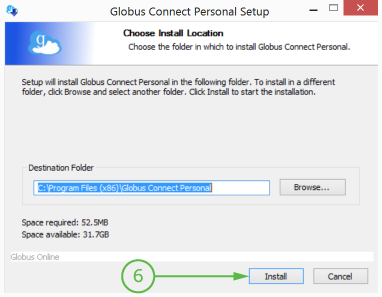 Globus Connect Personal Setup
g
Choose Install Location
Choose the folder in which to install Globus Connect Personal.
Setup will install Globus Connect Personal in the following folder. To install in a different
folder, click Browse and select another folder. Click Install to start the installation.
Destination Folder
C:\Program Files (x86)\Globus Connect Personal
Browse...
Space required: 52.5MB
Space available: 31.7GB
Globus Online
6
Install
Cancel